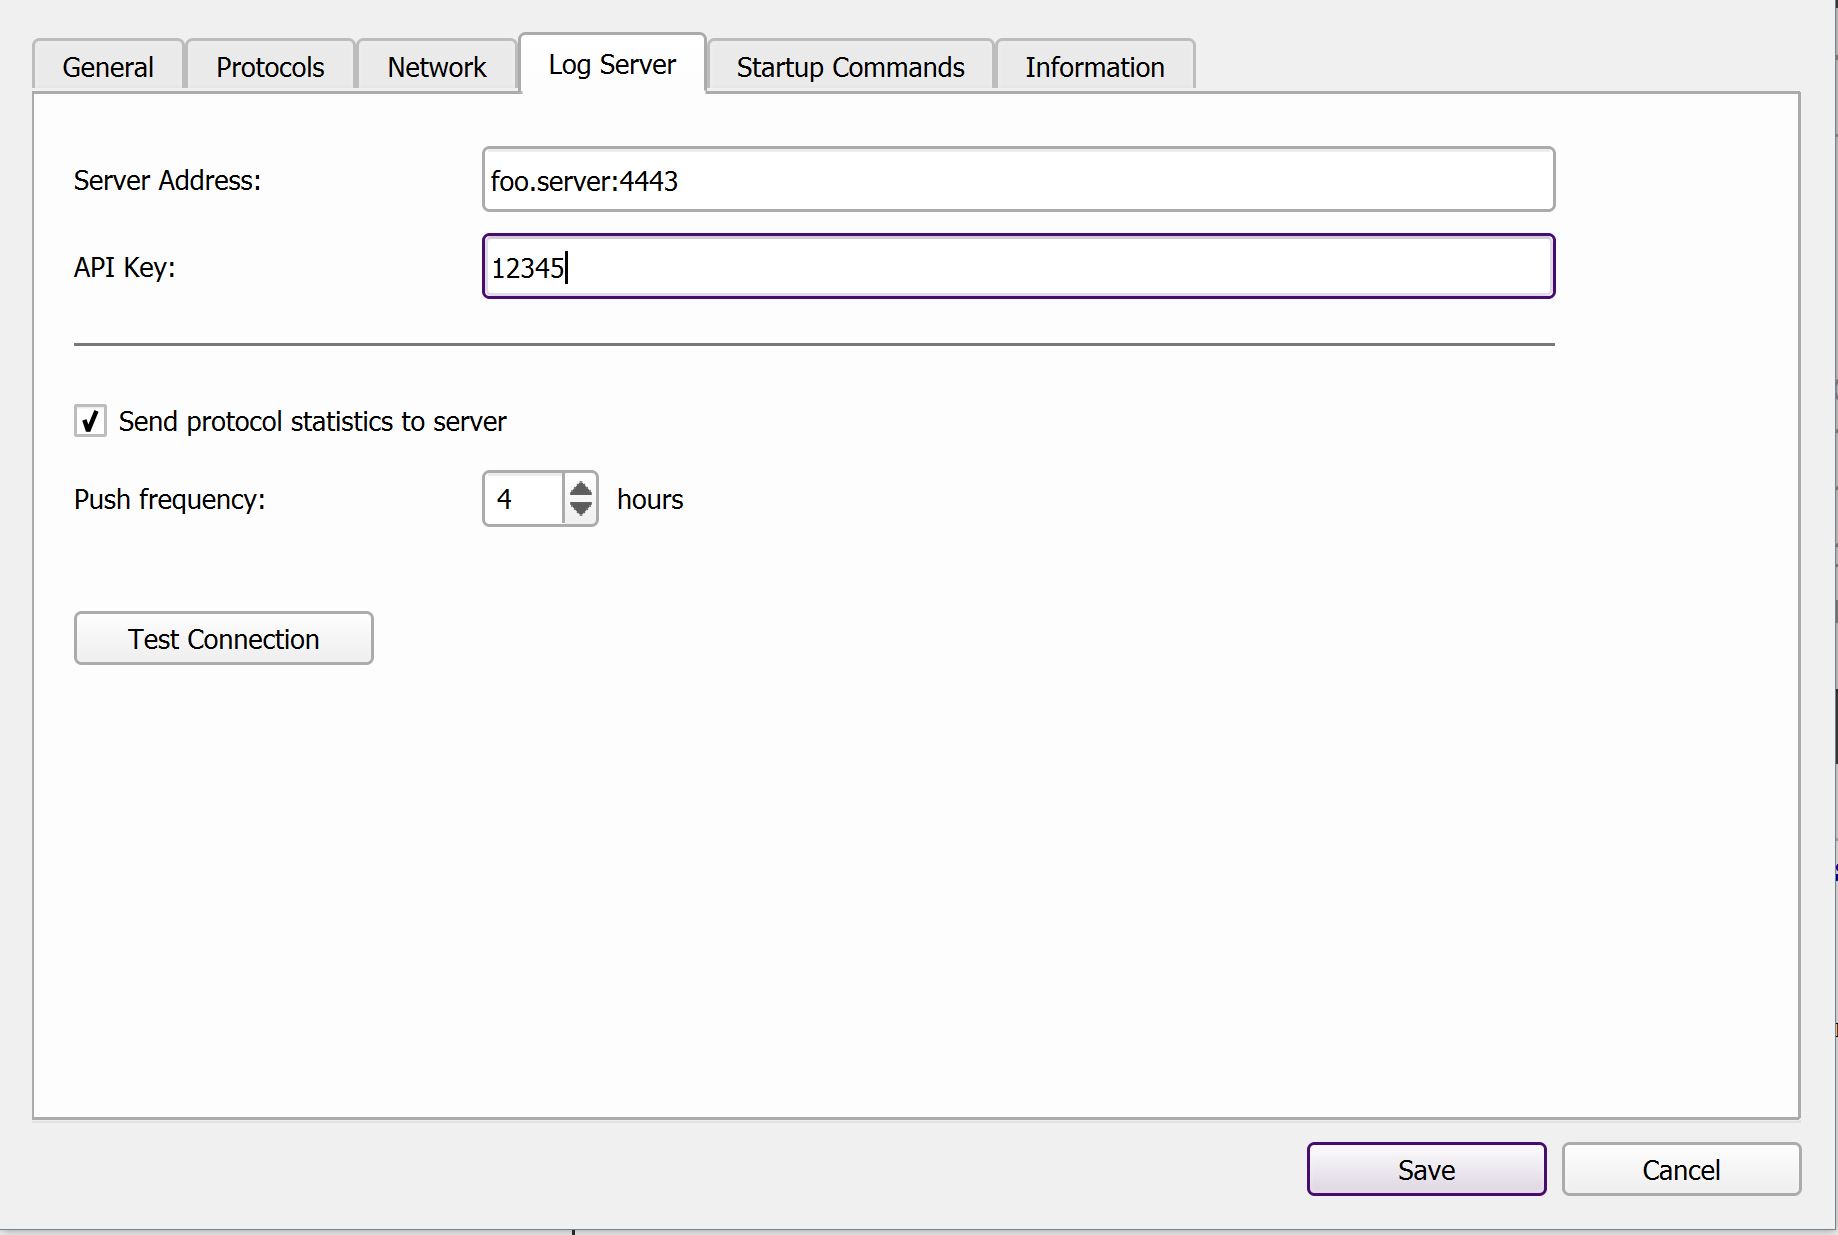 General Protocols Network Log Server Startup Commands Information
Server Address: foo.server:4443
API Key: 12345
Send protocol statistics to server
Push frequency: 4 hours
Test Connection
Save Cancel